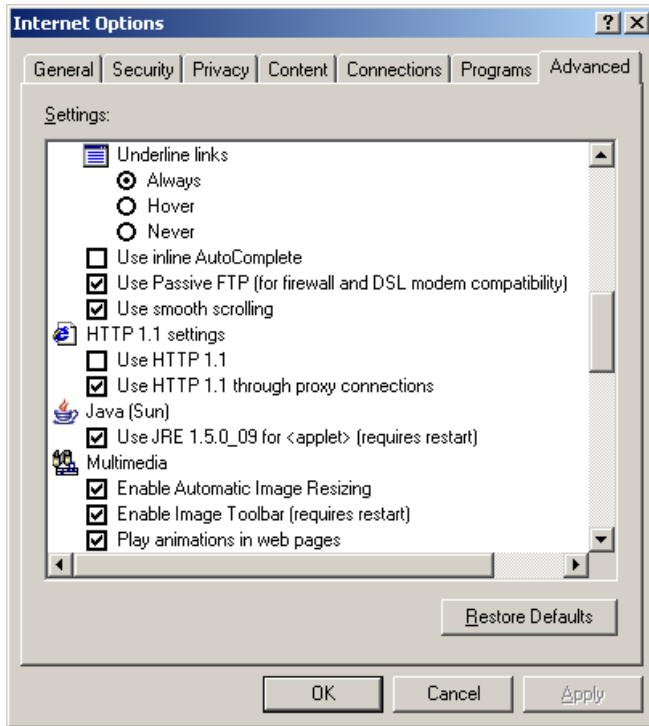 Internet Options
General Security Privacy Content Connections Programs Advanced
Settings:
Underline links
Always
Hover
Never
Use inline AutoComplete
Use Passive FTP (for firewall and DSL modem compatibility)
Use smooth scrolling
HTTP 1.1 settings
Use HTTP 1.1
Use HTTP 1.1 through proxy connections
Java (Sun)
Use JRE 1.5.0_09 for <applet> (requires restart)
Multimedia
Enable Automatic Image Resizing
Enable Image Toolbar (requires restart)
Play animations in web pages
Restore Defaults
OK Cancel Apply